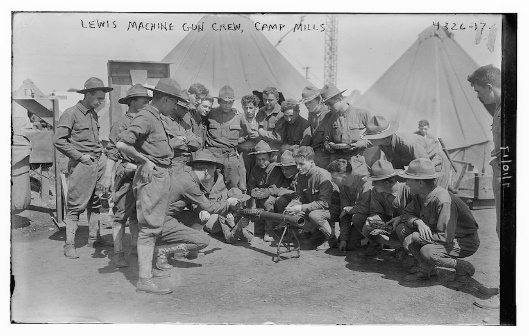 LEWIS MACHINE GUN CREW, CAMP MILLS
4326-17